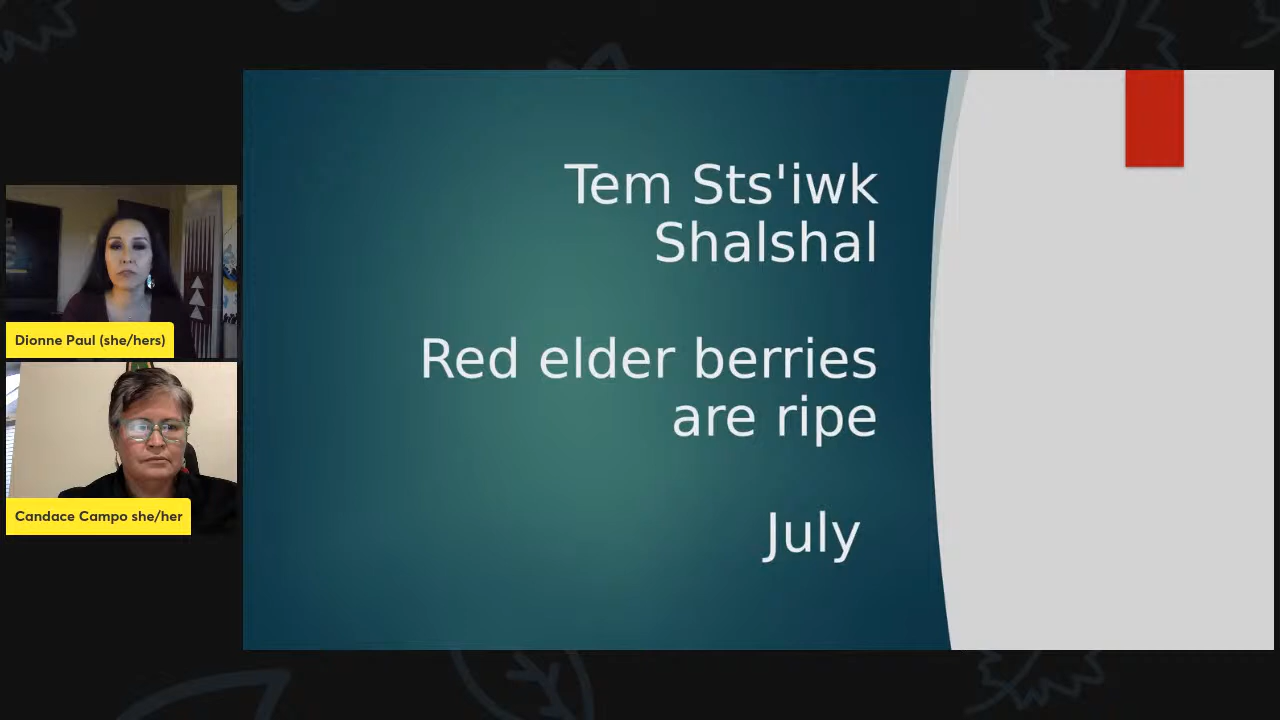 Tem Sts'iwk
Shalshal
Red elder berries
are ripe
July
Dionne Paul (she/hers)
Candace Campo she/her